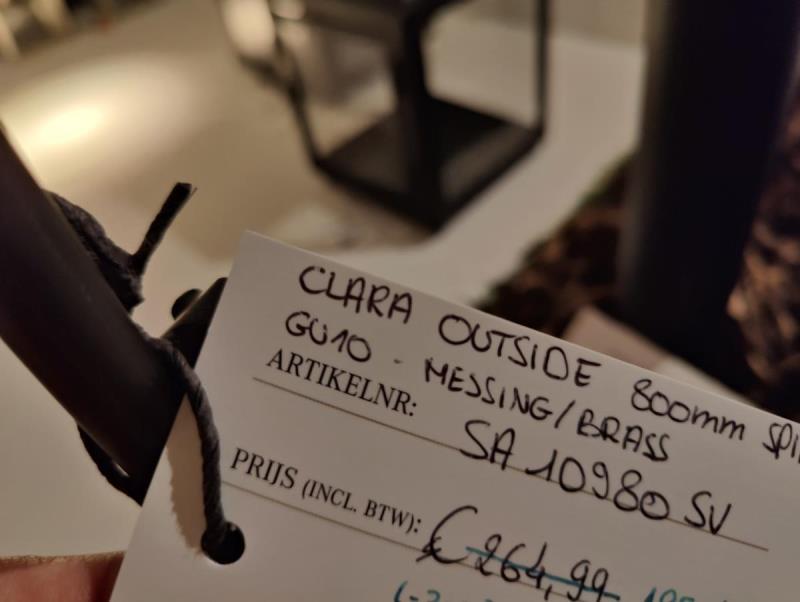 CLARA OUTSIDE 800mm
GU10 - MESSING/BRASS
ARTIKELNR: SA 10980 SV
PRIJS (INCL. BTW): € 264,99